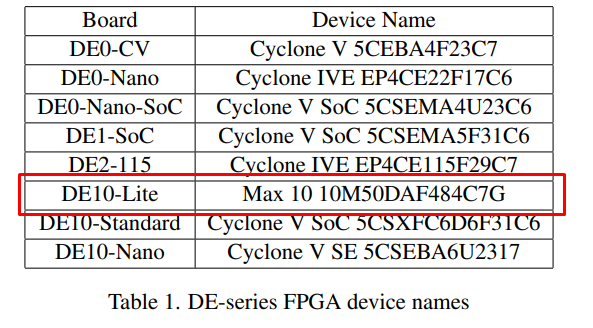 Board Device Name
DE0-CV Cyclone V 5CEBA4F23C7
DE0-Nano Cyclone IVE EP4CE22F17C6
DE0-Nano-SoC Cyclone V SoC 5CSEMA4U23C6
DE1-SoC Cyclone V SoC 5CSEMA5F31C6
DE2-115 Cyclone IVE EP4CE115F29C7
DE10-Lite Max 10 10M50DAF484C7G
DE10-Standard Cyclone V SoC 5CSXFC6D6F31C6
DE10-Nano Cyclone V SE 5CSEBA6U2317
Table 1. DE-series FPGA device names